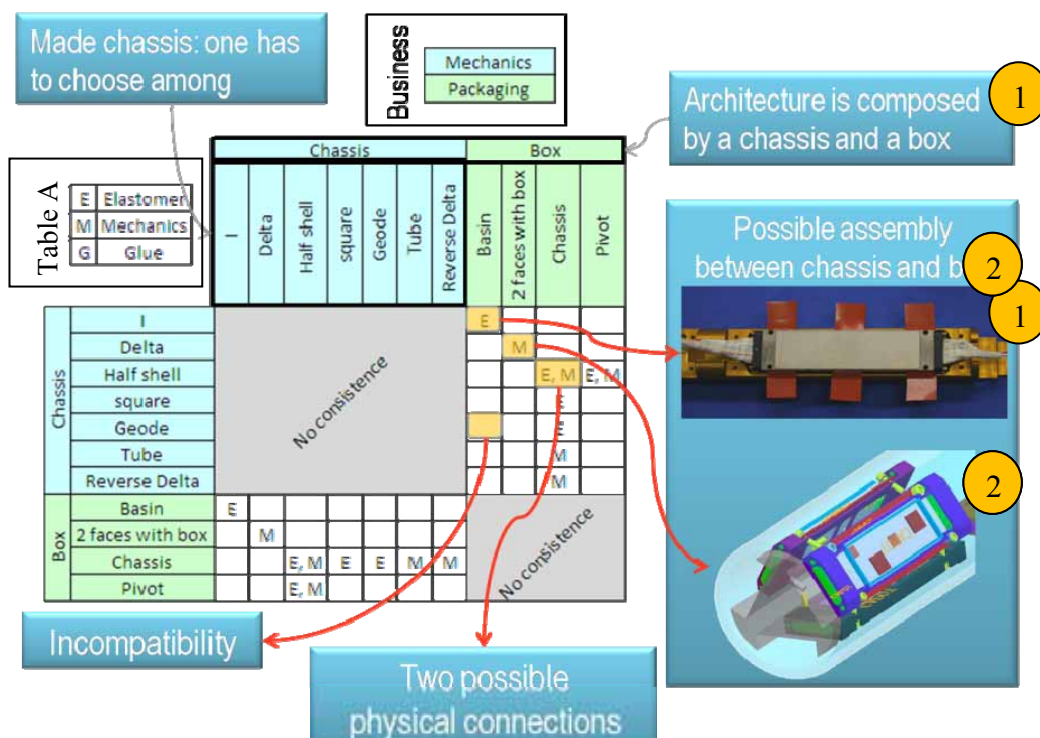 Made chassis: one has
to choose among
Business
Mechanics
Packaging
Architecture is composed
by a chassis and a box
1
Table A
E Elastomer
M Mechanics
G Glue
Chassis Box
I
Delta
Half shell
square
Geode
Tube
Reverse Delta
Basin
2 faces with box
Chassis
Pivot
Possible assembly
between chassis and b
2
1
2
Chassis
I E
Delta M
Half shell E, M E, M
square
Geode
Tube M
Reverse Delta M
No consistence
Box
Basin E
2 faces with box M
Chassis E, M E E M M
Pivot E, M
No consistence
Incompatibility
Two possible
physical connections